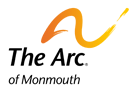 The Arc.
of Monmouth